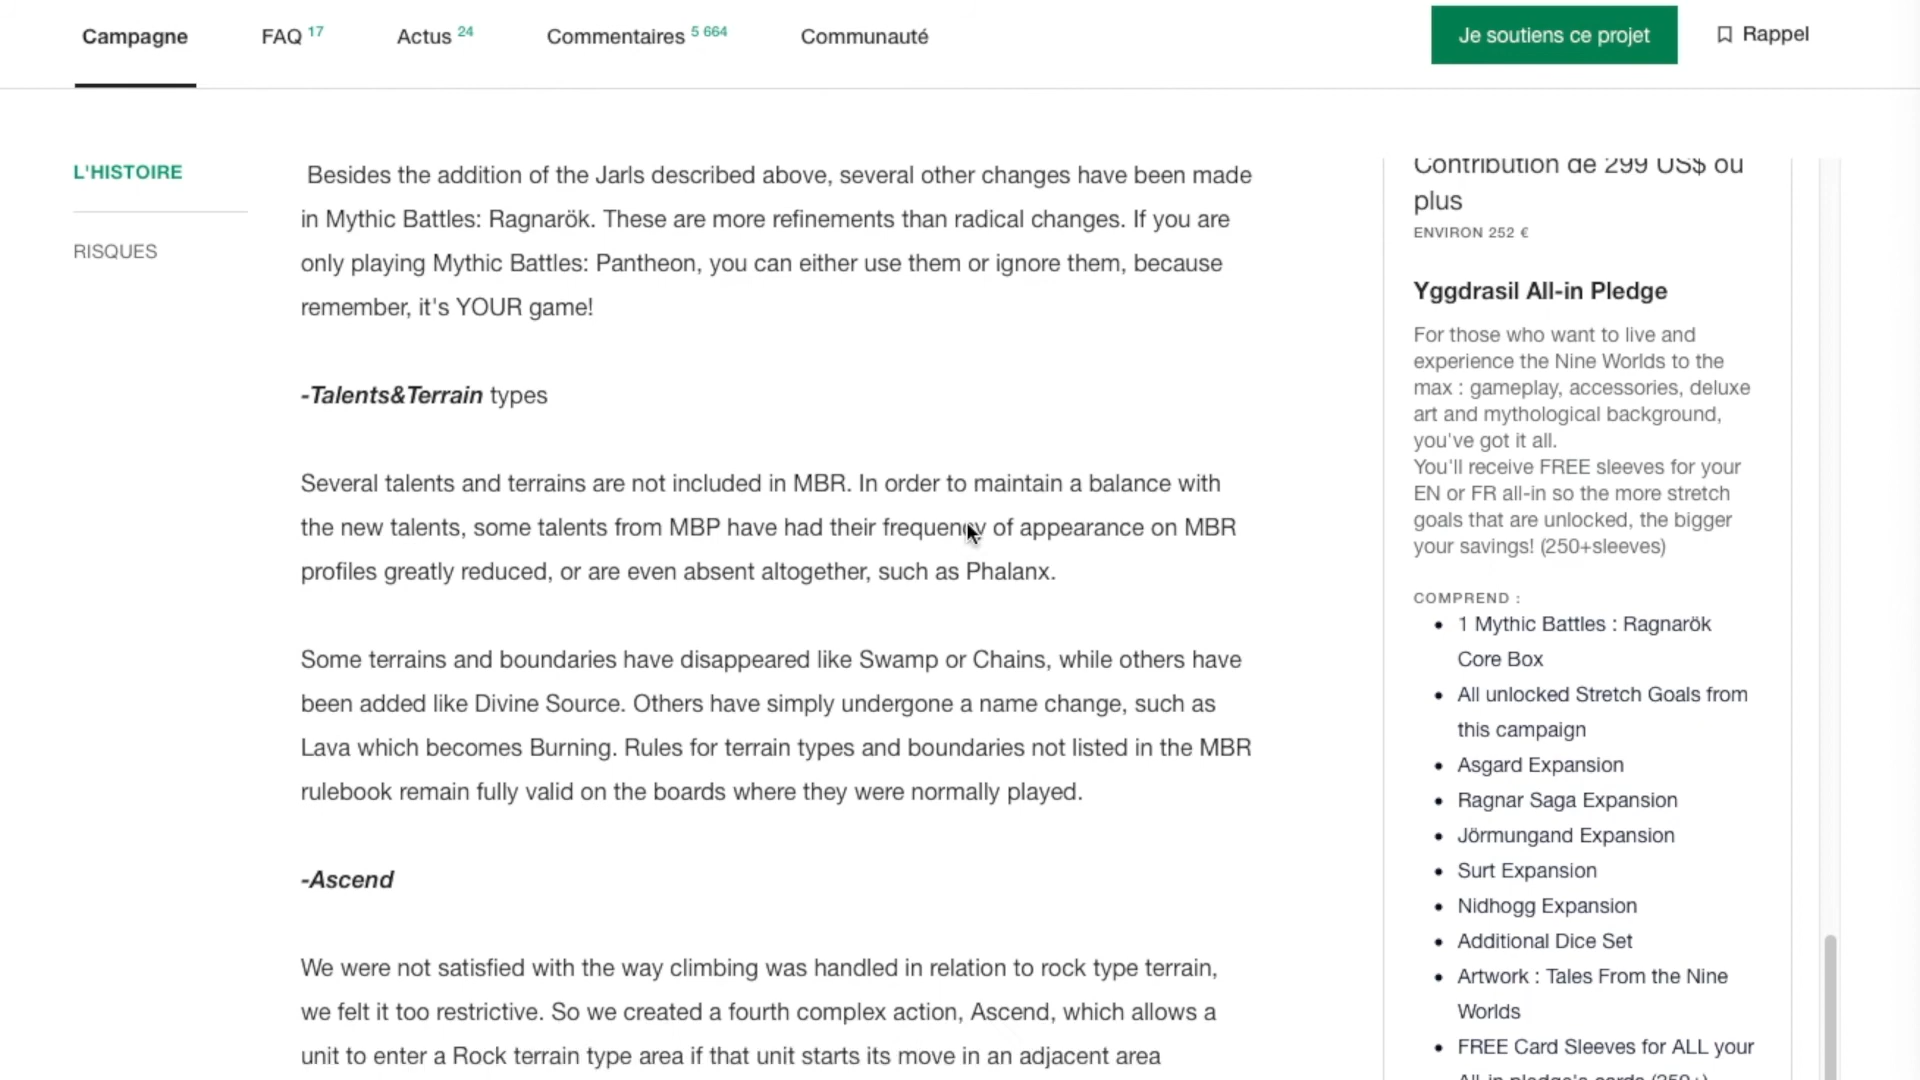 Campagne
FAQ 17
Actus 24
Commentaires 5 664
Communauté
Je soutiens ce projet
Rappel
L'HISTOIRE
RISQUES
Besides the addition of the Jarls described above, several other changes have been made
in Mythic Battles: Ragnarök. These are more refinements than radical changes. If you are
only playing Mythic Battles: Pantheon, you can either use them or ignore them, because
remember, it's YOUR game!
-Talents&Terrain types
Several talents and terrains are not included in MBR. In order to maintain a balance with
the new talents, some talents from MBP have had their frequency of appearance on MBR
profiles greatly reduced, or are even absent altogether, such as Phalanx.
Some terrains and boundaries have disappeared like Swamp or Chains, while others have
been added like Divine Source. Others have simply undergone a name change, such as
Lava which becomes Burning. Rules for terrain types and boundaries not listed in the MBR
rulebook remain fully valid on the boards where they were normally played.
-Ascend
We were not satisfied with the way climbing was handled in relation to rock type terrain,
we felt it too restrictive. So we created a fourth complex action, Ascend, which allows a
unit to enter a Rock terrain type area if that unit starts its move in an adjacent area
Contribution de 299 US$ ou
plus
ENVIRON 252 €
Yggdrasil All-in Pledge
For those who want to live and
experience the Nine Worlds to the
max : gameplay, accessories, deluxe
art and mythological background,
you've got it all.
You'll receive FREE sleeves for your
EN or FR all-in so the more stretch
goals that are unlocked, the bigger
your savings! (250+sleeves)
COMPREND :
• 1 Mythic Battles : Ragnarök
Core Box
• All unlocked Stretch Goals from
this campaign
• Asgard Expansion
• Ragnar Saga Expansion
• Jörmungand Expansion
• Surt Expansion
• Nidhogg Expansion
• Additional Dice Set
• Artwork : Tales From the Nine
Worlds
• FREE Card Sleeves for ALL your
All-in pledge's cards (250+)